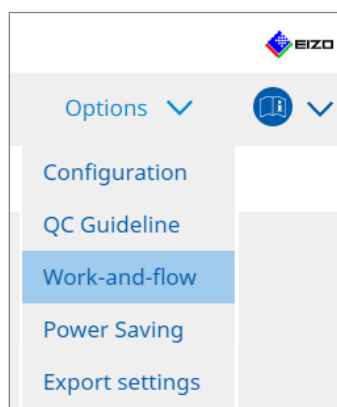 EIZO
Options
Configuration
QC Guideline
Work-and-flow
Power Saving
Export settings